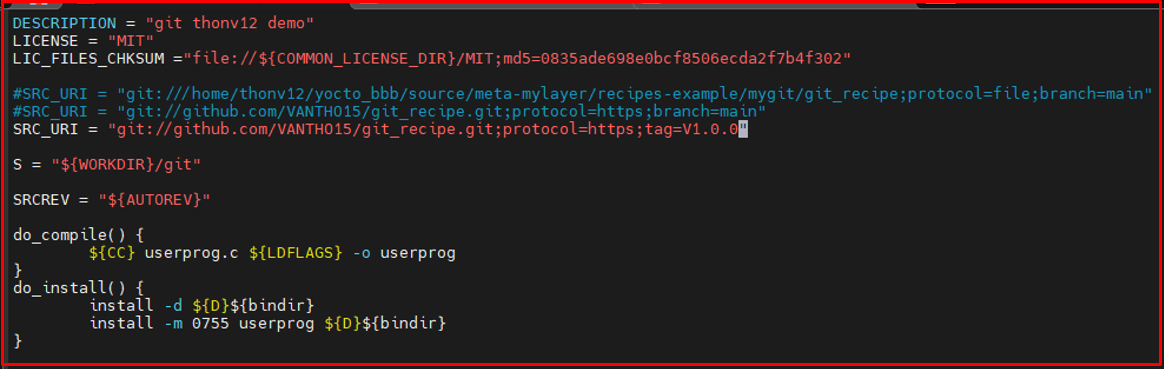 DESCRIPTION = "git thonv12 demo"
LICENSE = "MIT"
LIC_FILES_CHKSUM ="file://${COMMON_LICENSE_DIR}/MIT;md5=0835ade698e0bcf8506ecda2f7b4f302"
#SRC_URI = "git:///home/thonv12/yocto_bbb/source/meta-mylayer/recipes-example/mygit/git_recipe;protocol=file;branch=main"
#SRC_URI = "git://github.com/VANTHO15/git_recipe.git;protocol=https;branch=main"
SRC_URI = "git://github.com/VANTHO15/git_recipe.git;protocol=https;tag=V1.0.0"
S = "${WORKDIR}/git"
SRCREV = "${AUTOREV}"
do_compile() {
        ${CC} userprog.c ${LDFLAGS} -o userprog
}
do_install() {
        install -d ${D}${bindir}
        install -m 0755 userprog ${D}${bindir}
}